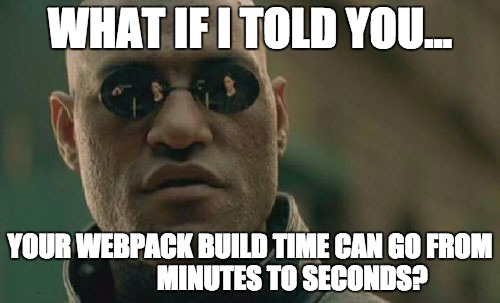 WHAT IF I TOLD YOU...
YOUR WEBPACK BUILD TIME CAN GO FROM
MINUTES TO SECONDS?